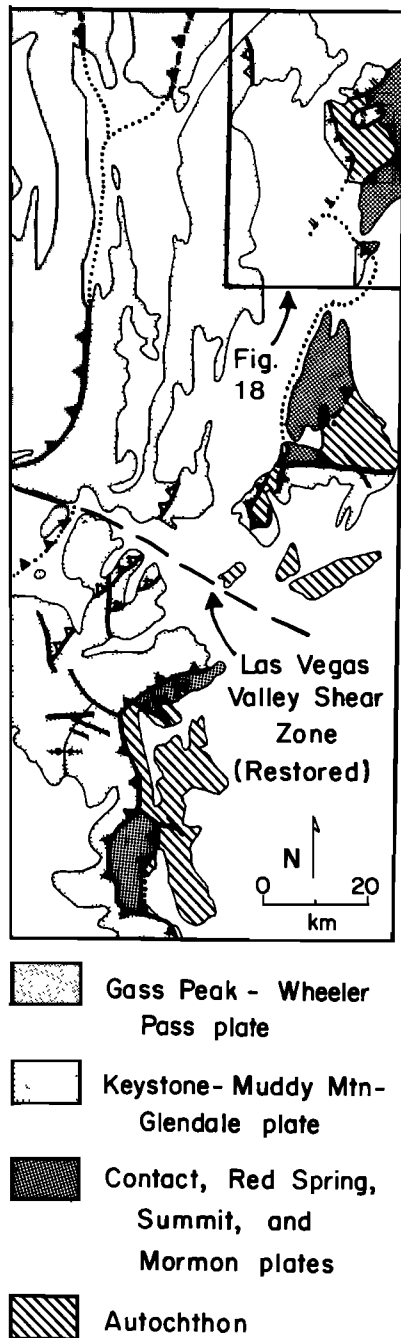 Fig.
18
Las Vegas
Valley Shear
Zone
(Restored)
N
0 20
km
Gass Peak - Wheeler
Pass plate
Keystone-Muddy Mtn-
Glendale plate
Contact, Red Spring,
Summit, and
Mormon plates
Autochthon